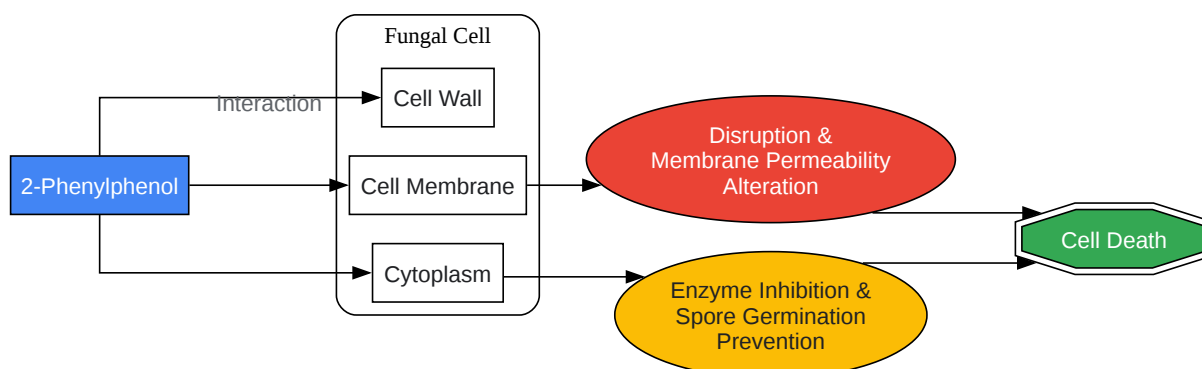 Fungal Cell
Interaction
Cell Wall
2-Phenylphenol
Cell Membrane
Cytoplasm
Disruption &
Membrane Permeability
Alteration
Enzyme Inhibition &
Spore Germination
Prevention
Cell Death